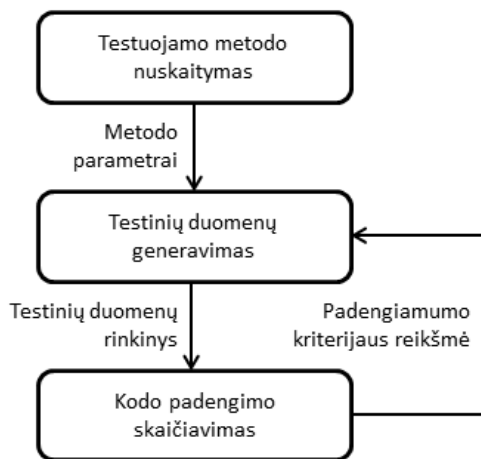 Testuojamo metodo
nuskaitymas
Metodo
parametrai
Testinių duomenų
generavimas
Testinių duomenų
rinkinys
Padengiamumo
kriterijaus reikšmė
Kodo padengimo
skaičiavimas